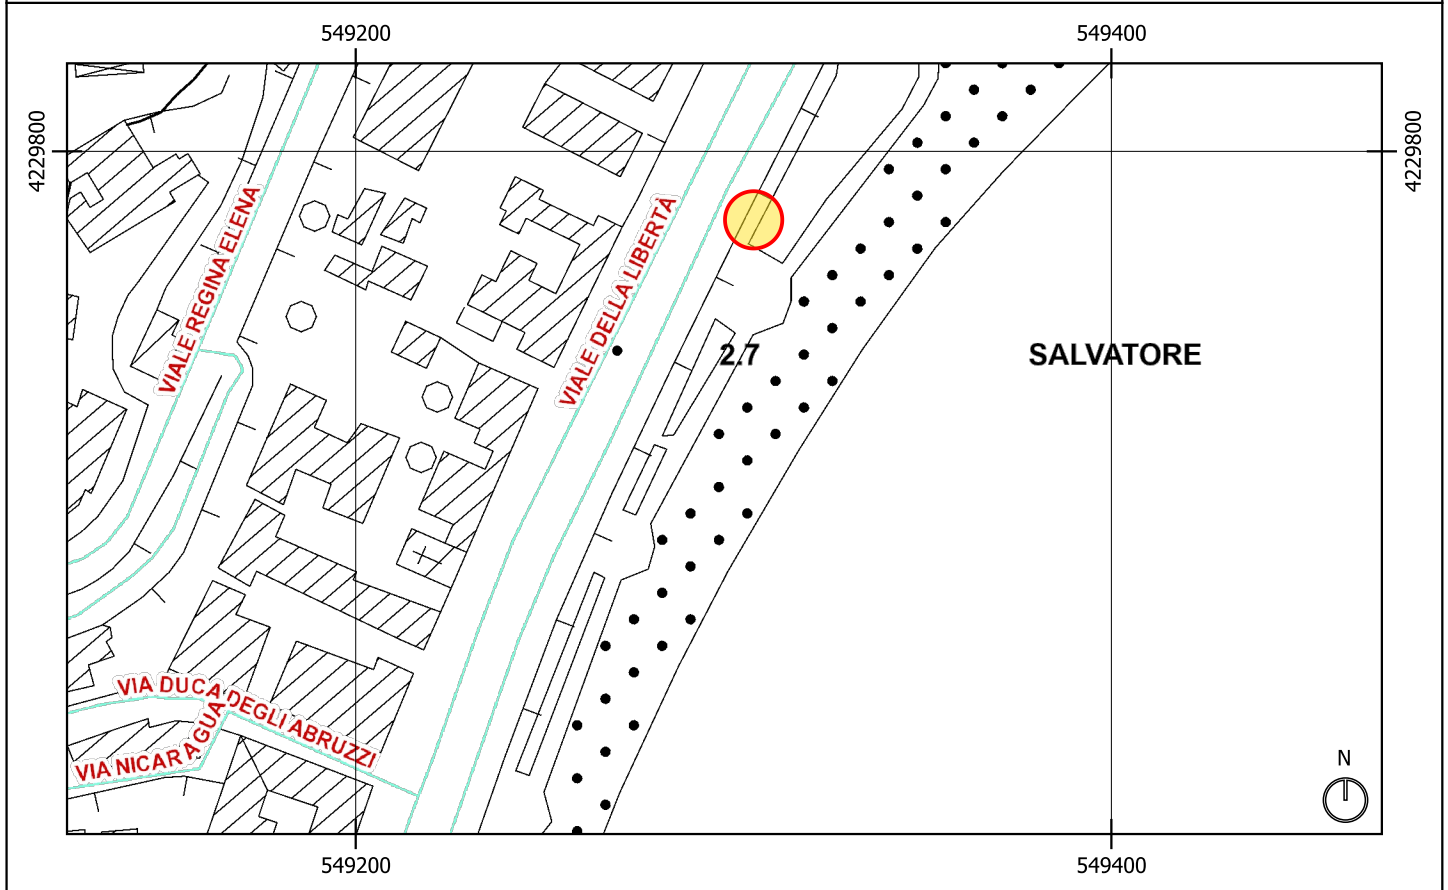 549200
549400
4229800
4229800
VIALE REGINA ELENA
VIALE DELLA LIBERTÀ
2.7
SALVATORE
VIA DUCA DEGLI ABRUZZI
VIA NICARAGUA
N
549200
549400